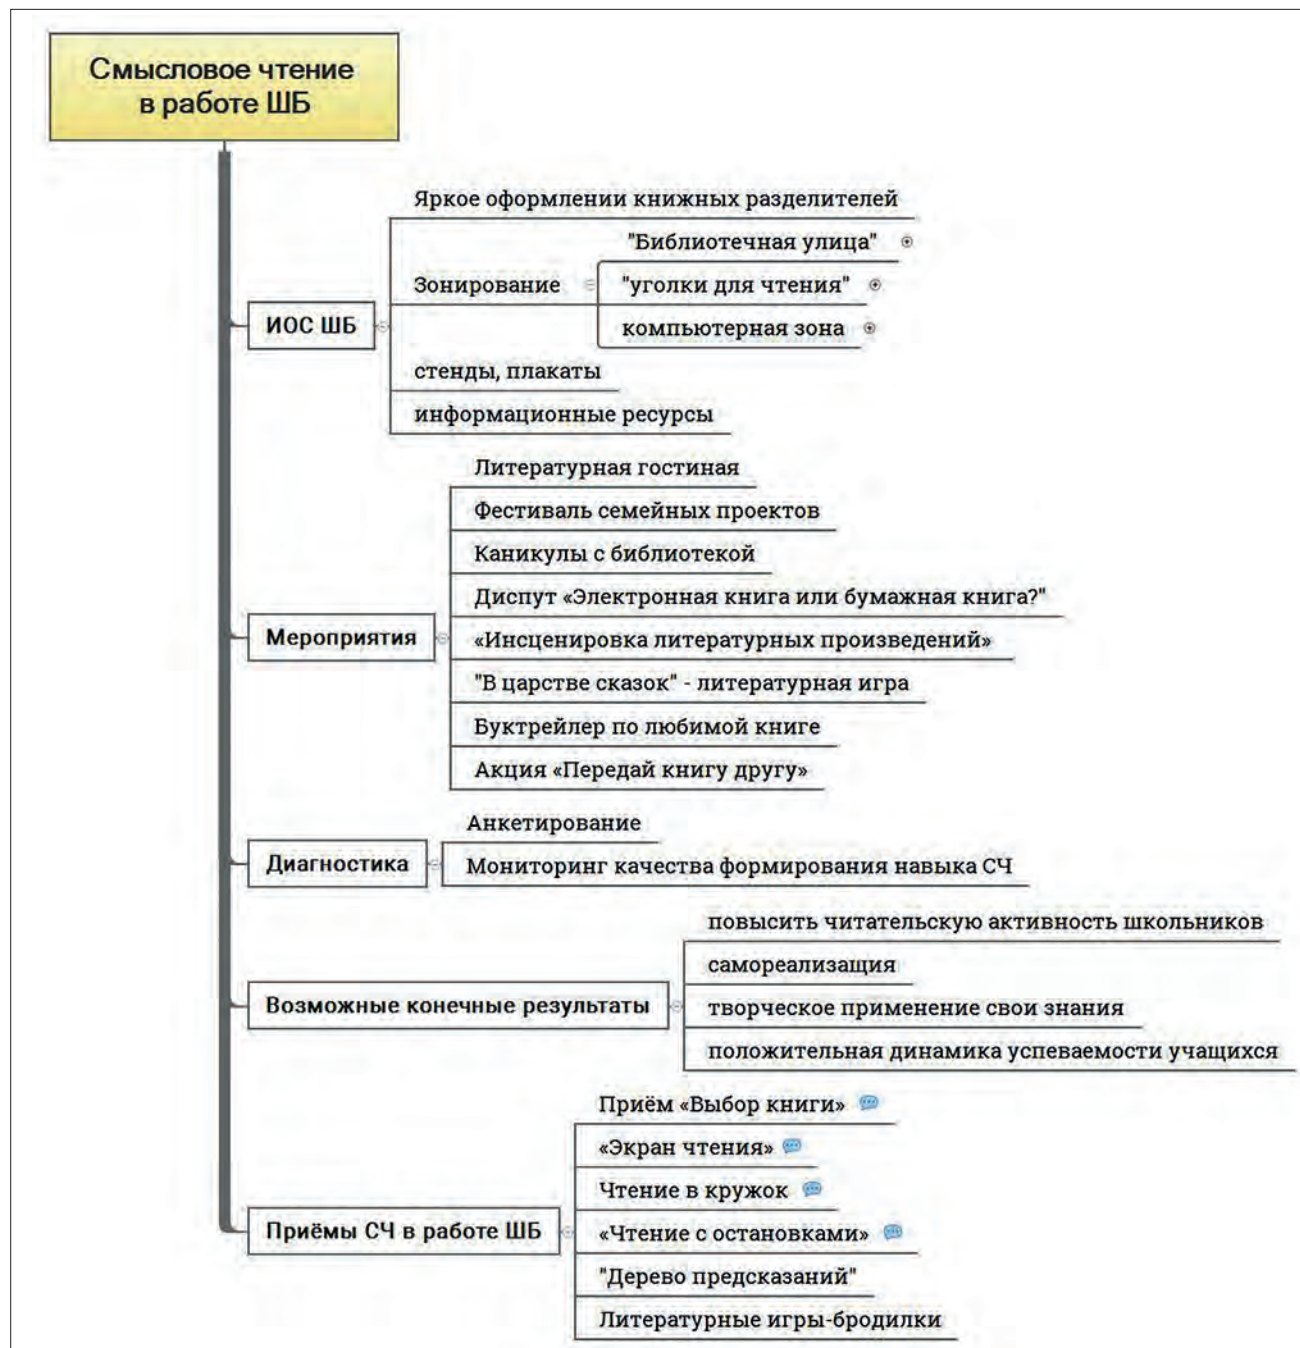 Смысловое чтение
в работе ШБ
Яркое оформлении книжных разделителей
"Библиотечная улица"
Зонирование
"уголки для чтения"
ИОС ШБ
компьютерная зона
стенды, плакаты
информационные ресурсы
Литературная гостиная
Фестиваль семейных проектов
Каникулы с библиотекой
Диспут «Электронная книга или бумажная книга?"
Мероприятия
«Инсценировка литературных произведений»
"В царстве сказок" - литературная игра
Буктрейлер по любимой книге
Акция «Передай книгу другу»
Анкетирование
Диагностика
Мониторинг качества формирования навыка СЧ
повысить читательскую активность школьников
самореализащия
Возможные конечные результаты
творческое применение свои знания
положительная динамика успеваемости учащихся
Приём «Выбор книги»
«Экран чтения»
Чтение в кружок
Приёмы СЧ в работе ШБ
«Чтение с остановками»
"Дерево предсказаний"
Литературные игры-бродилки